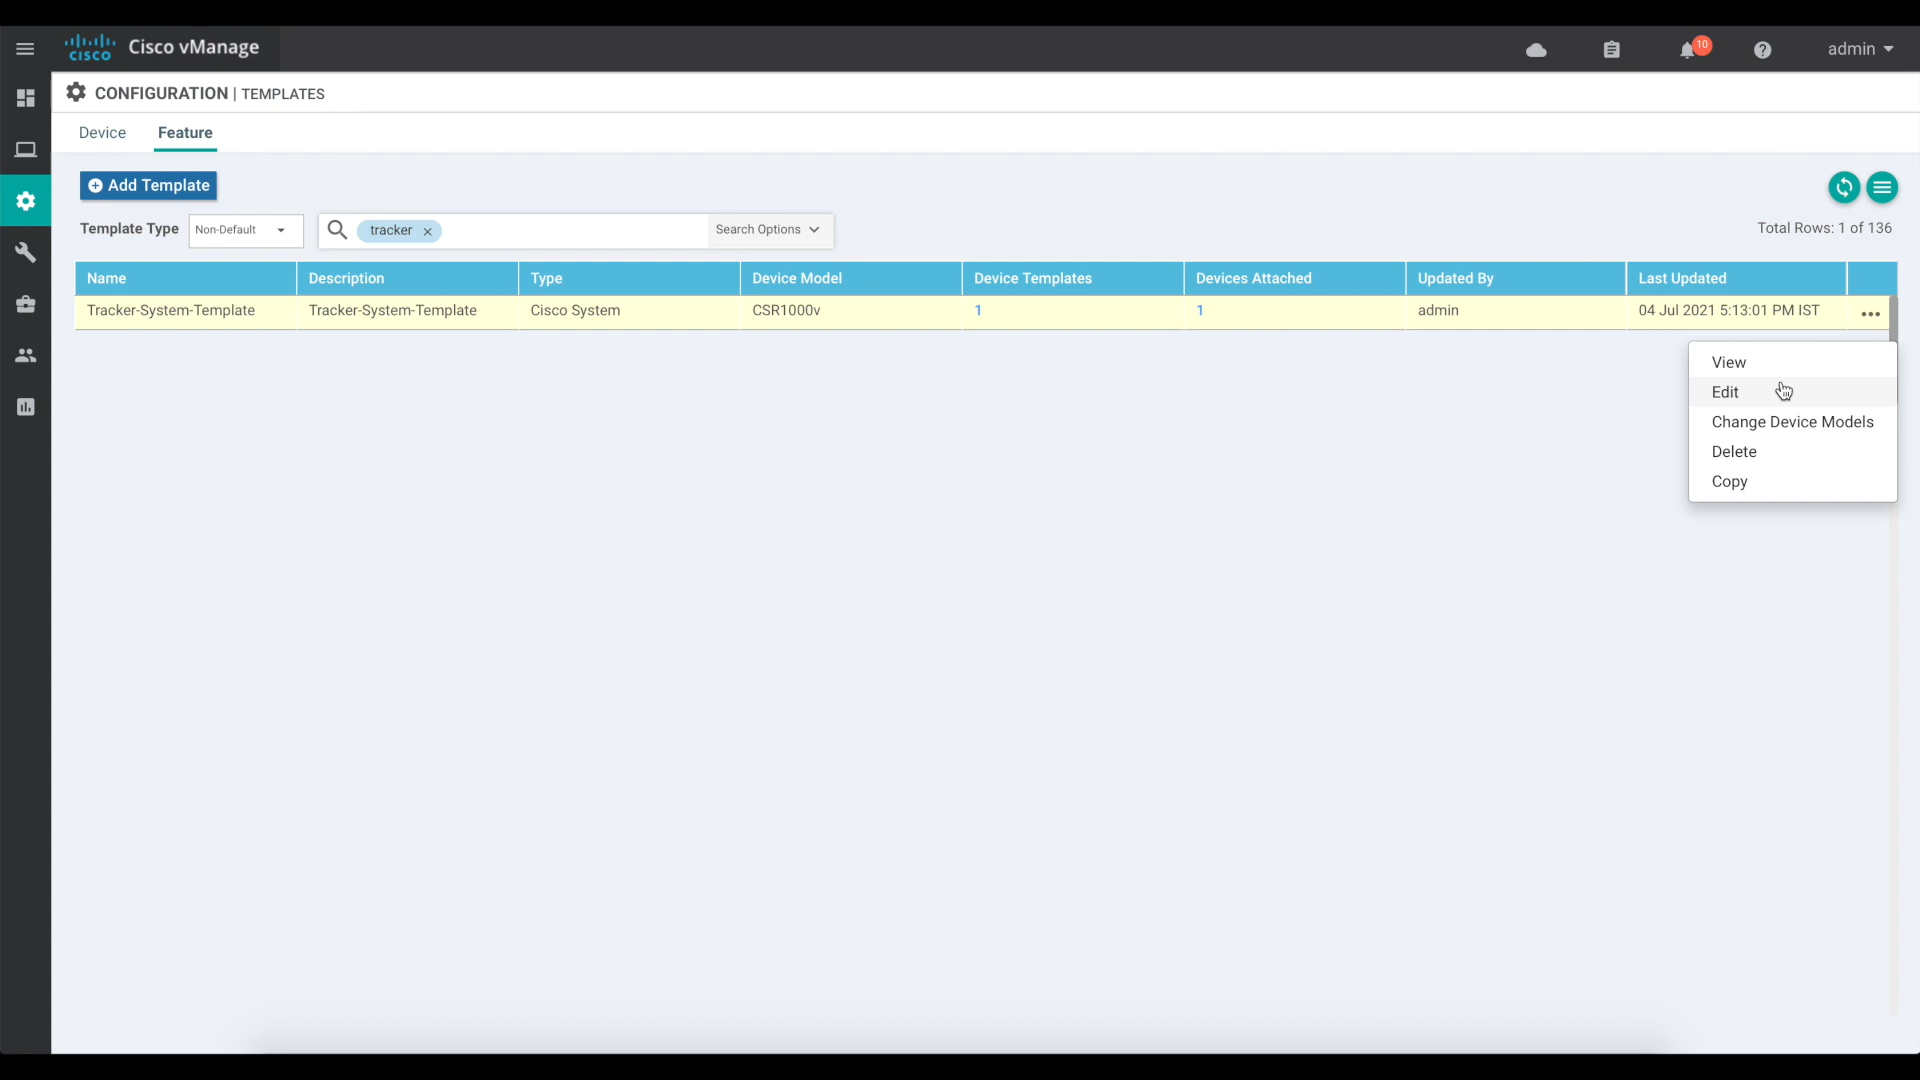 cisco Cisco vManage 10 ? admin
CONFIGURATION | TEMPLATES
Device Feature
Add Template
Template Type Non-Default tracker × Search Options Total Rows: 1 of 136
Name Description Type Device Model Device Templates Devices Attached Updated By Last Updated
Tracker-System-Template Tracker-System-Template Cisco System CSR1000v 1 1 admin 04 Jul 2021 5:13:01 PM IST •••
View
Edit
Change Device Models
Delete
Copy